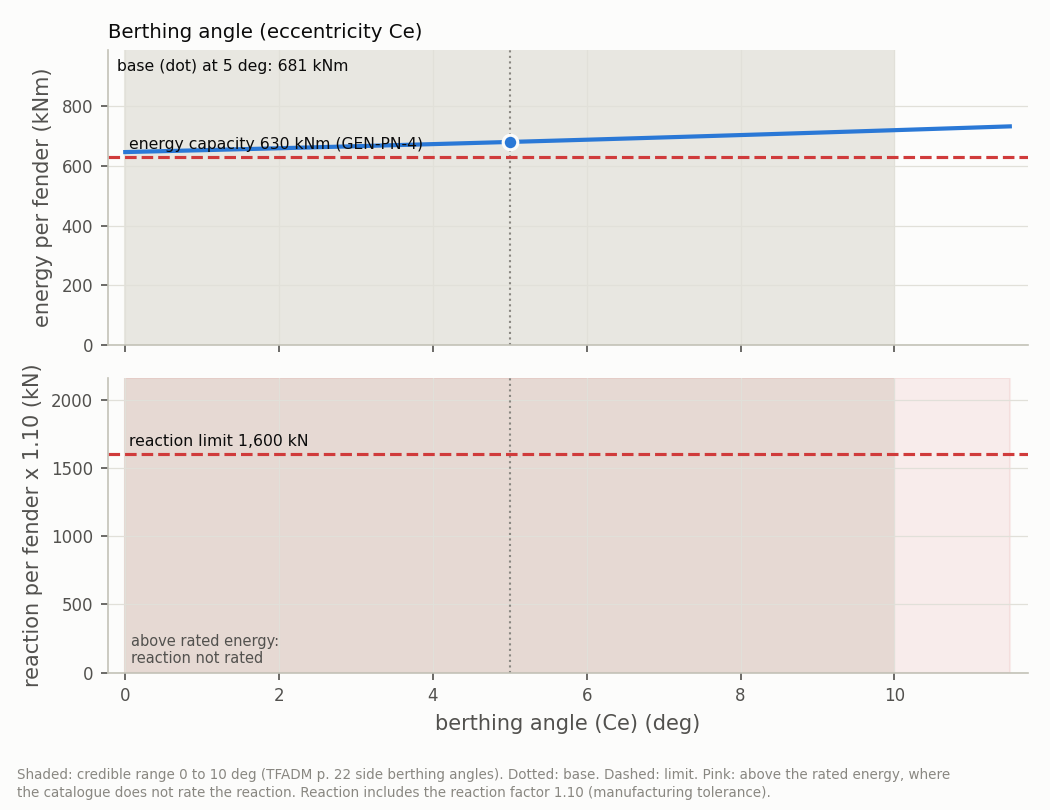 Berthing angle (eccentricity Ce)
base (dot) at 5 deg: 681 kNm
energy per fender (kNm)
800
600
400
200
0
energy capacity 630 kNm (GEN-PN-4)
reaction per fender x 1.10 (kN)
2000
1500
1000
500
0
reaction limit 1,600 kN
above rated energy:
reaction not rated
0 2 4 6 8 10
berthing angle (Ce) (deg)
Shaded: credible range 0 to 10 deg (TFADM p. 22 side berthing angles). Dotted: base. Dashed: limit. Pink: above the rated energy, where
the catalogue does not rate the reaction. Reaction includes the reaction factor 1.10 (manufacturing tolerance).